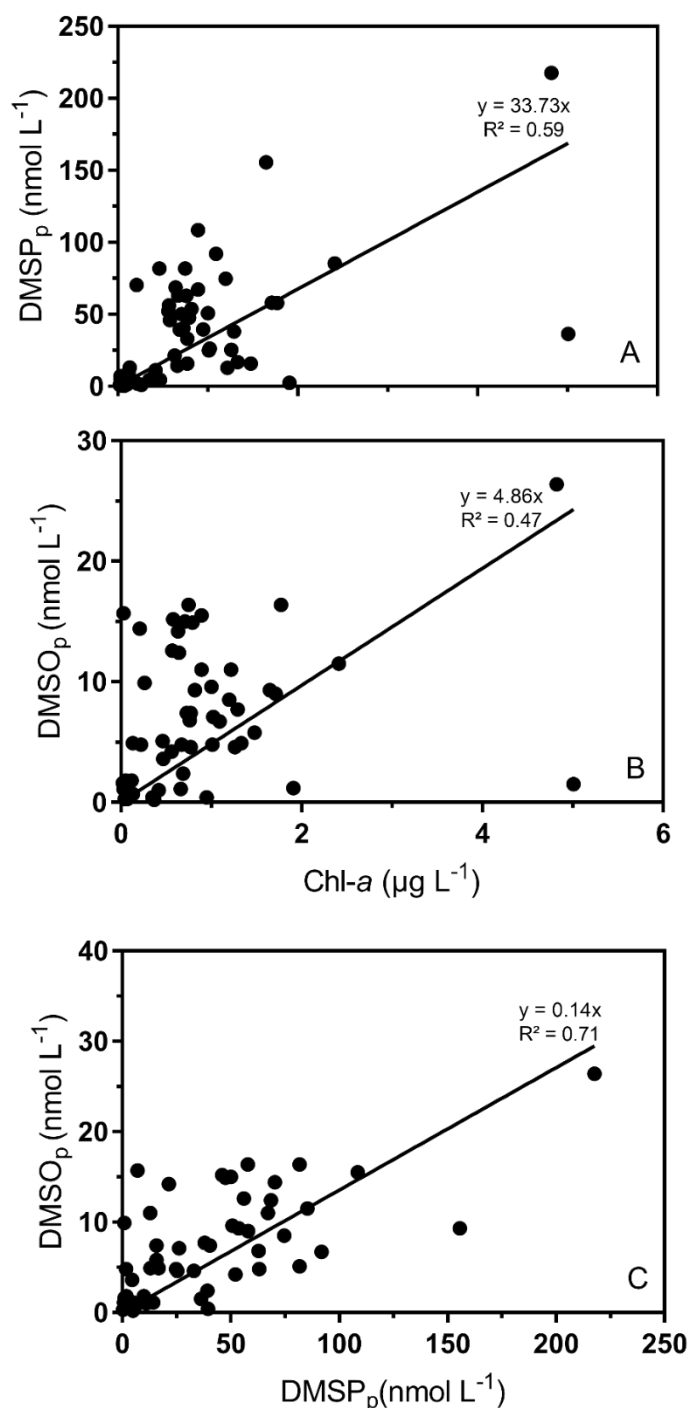 250
200
150
100
50
0
DMSPp (nmol L⁻¹)
y = 33.73x
R² = 0.59
A
30
20
10
0
DMSOp (nmol L⁻¹)
y = 4.86x
R² = 0.47
B
0 2 4 6
Chl-a (µg L⁻¹)
40
30
20
10
0
DMSOp (nmol L⁻¹)
y = 0.14x
R² = 0.71
C
0 50 100 150 200 250
DMSPp(nmol L⁻¹)